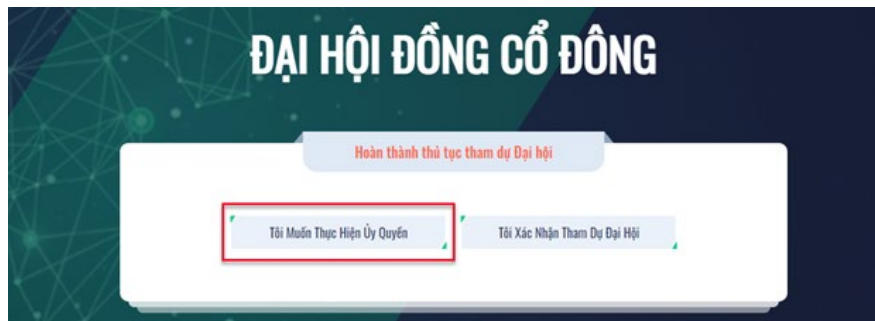 ĐẠI HỘI ĐỒNG CỔ ĐÔNG
Hoàn thành thủ tục tham dự Đại hội
Tôi Muốn Thực Hiện Ủy Quyền
Tôi Xác Nhận Tham Dự Đại Hội